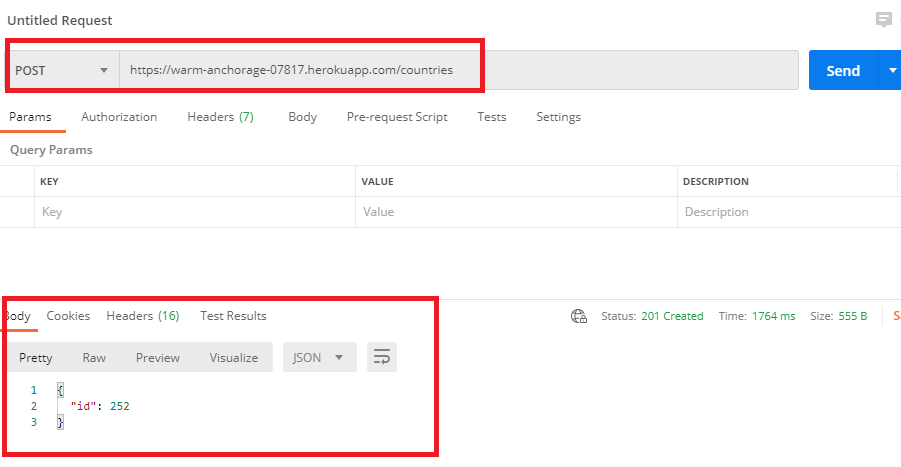 Untitled Request
POST https://warm-anchorage-07817.herokuapp.com/countries Send
Params Authorization Headers (7) Body Pre-request Script Tests Settings
Query Params
KEY VALUE DESCRIPTION
Key Value Description
Body Cookies Headers (16) Test Results Status: 201 Created Time: 1764 ms Size: 555 B
Pretty Raw Preview Visualize JSON
1 {
2 "id": 252
3 }